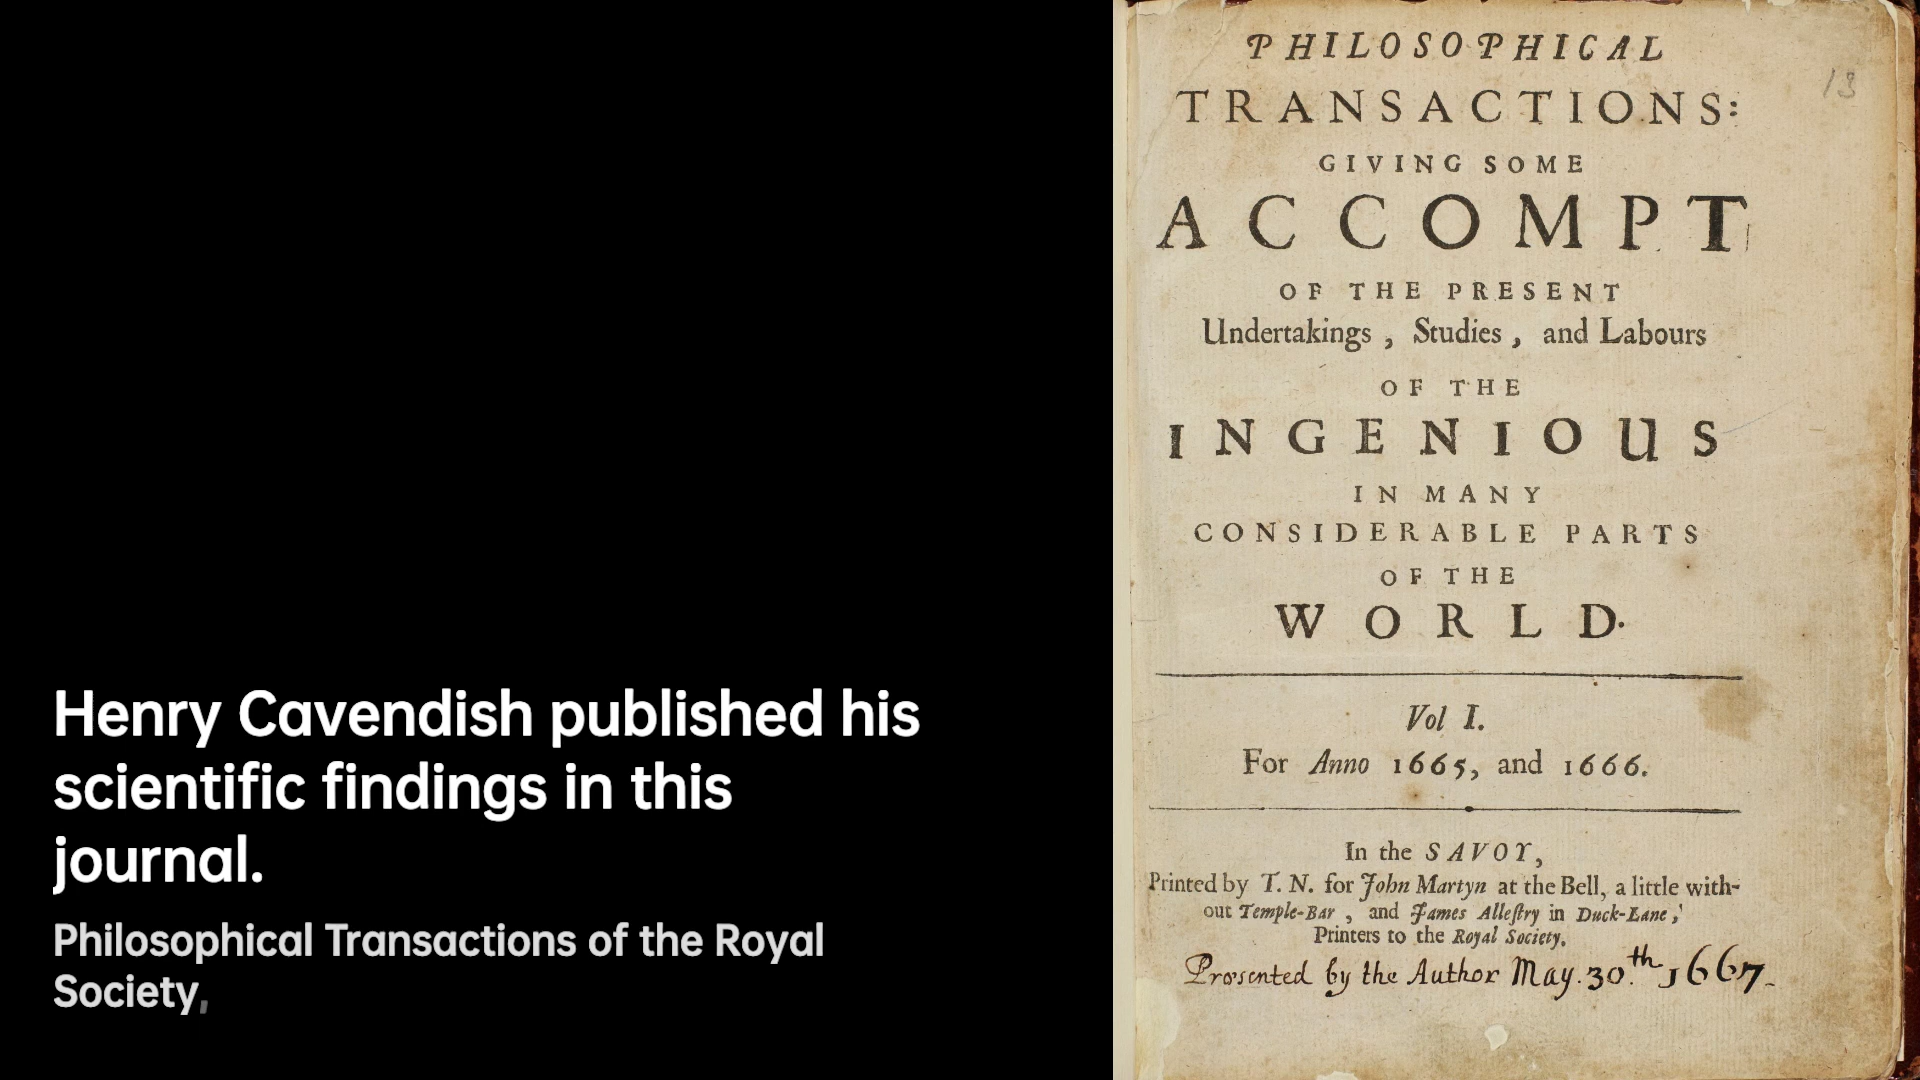 Henry Cavendish published his
scientific findings in this
journal.
Philosophical Transactions of the Royal
Society,
PHILOSOPHICAL
TRANSACTIONS:
GIVING SOME
ACCOMPT
OF THE PRESENT
Undertakings, Studies, and Labours
OF THE
INGENIOUS
IN MANY
CONSIDERABLE PARTS
OF THE
WORLD.
Vol I.
For Anno 1665, and 1666.
In the SAVOY,
Printed by T. N. for John Martyn at the Bell, a little with-
out Temple-Bar, and James Alleſtry in Duck-Lane,
Printers to the Royal Society.
Presented by the Author May. 30th 1667.
13